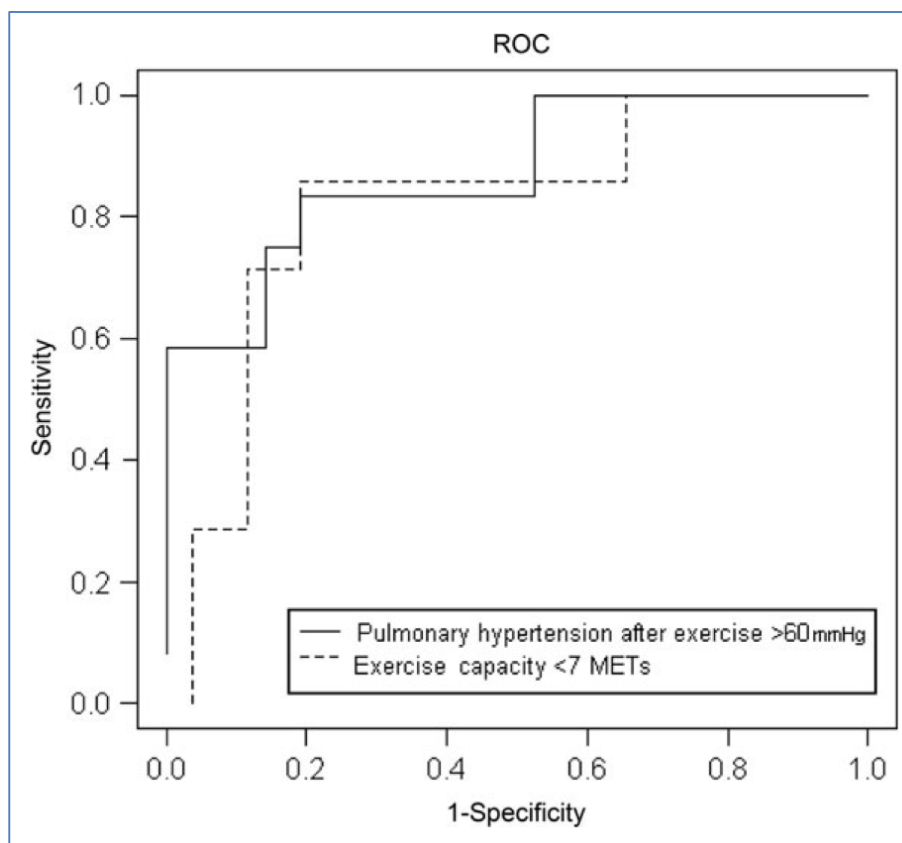 ROC
1.0
0.8
0.6
0.4
0.2
0.0
Sensitivity
Pulmonary hypertension after exercise >60mmHg
Exercise capacity <7 METs
0.0 0.2 0.4 0.6 0.8 1.0
1-Specificity